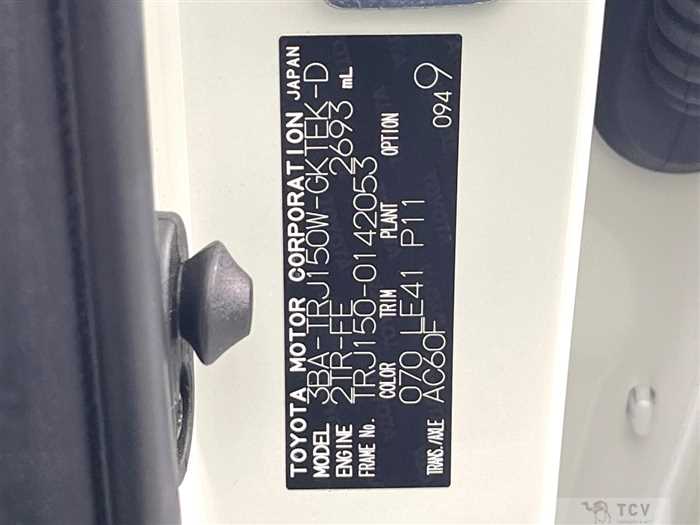 TOYOTA MOTOR CORPORATION JAPAN
MODEL 3BA-TRJ150W-GKTEK-D
ENGINE 2TR-FE 2693 mL
FRAME No. TRJ150-0142053
COLOR TRIM PLANT OPTION
070 LE41 P11
TRANS./AXLE AC60F
094 9
TCV